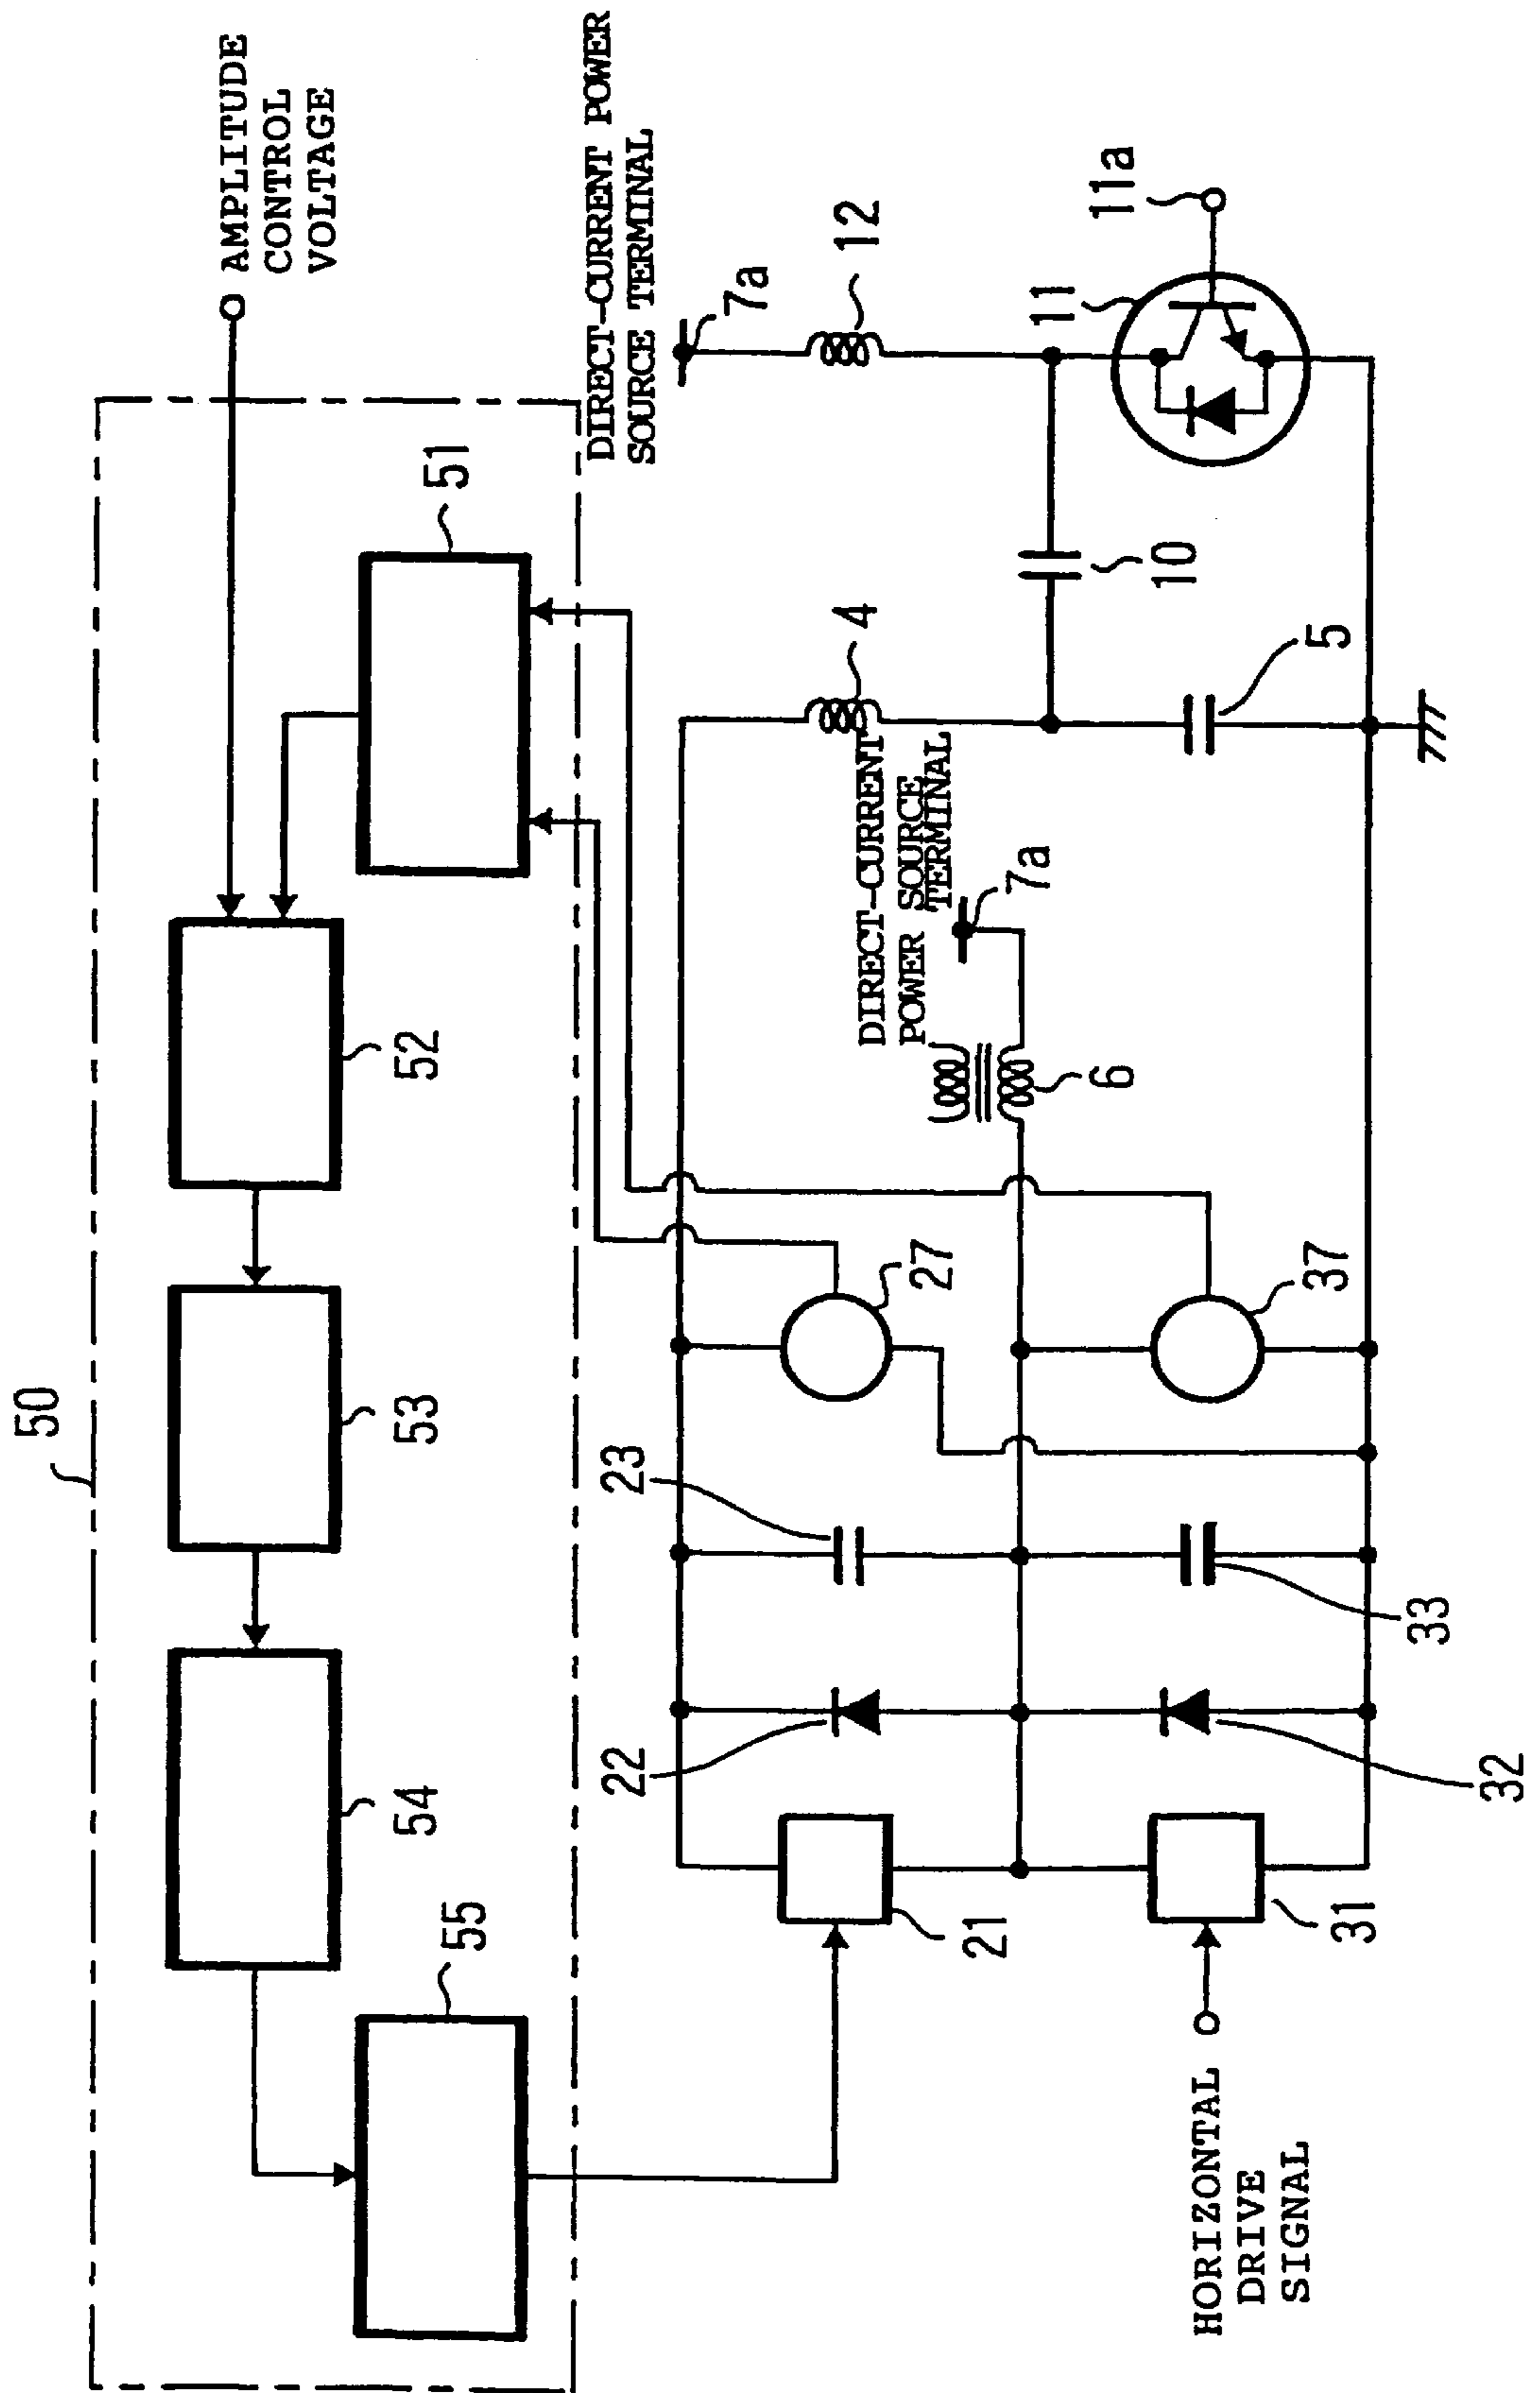 50
AMPLITUDE
CONTROL
VOLTAGE
55
54
53
52
51
DIRECT-CURRENT POWER
SOURCE TERMINAL
7a
22
23
27
4
12
DIRECT-CURRENT
POWER SOURCE
TERMINAL
7a
6
10
11
11a
21
31
32
33
37
5
HORIZONTAL
DRIVE
SIGNAL